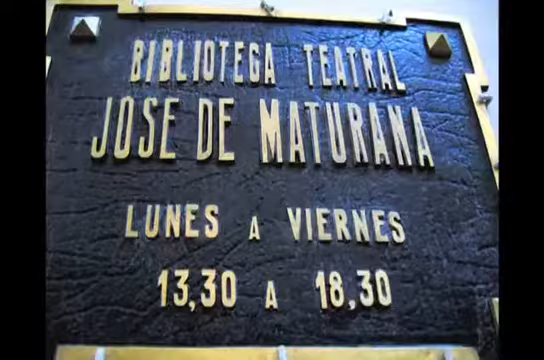 BIBLIOTECA TEATRAL
JOSE DE MATURANA
LUNES A VIERNES
13,30 A 18,30